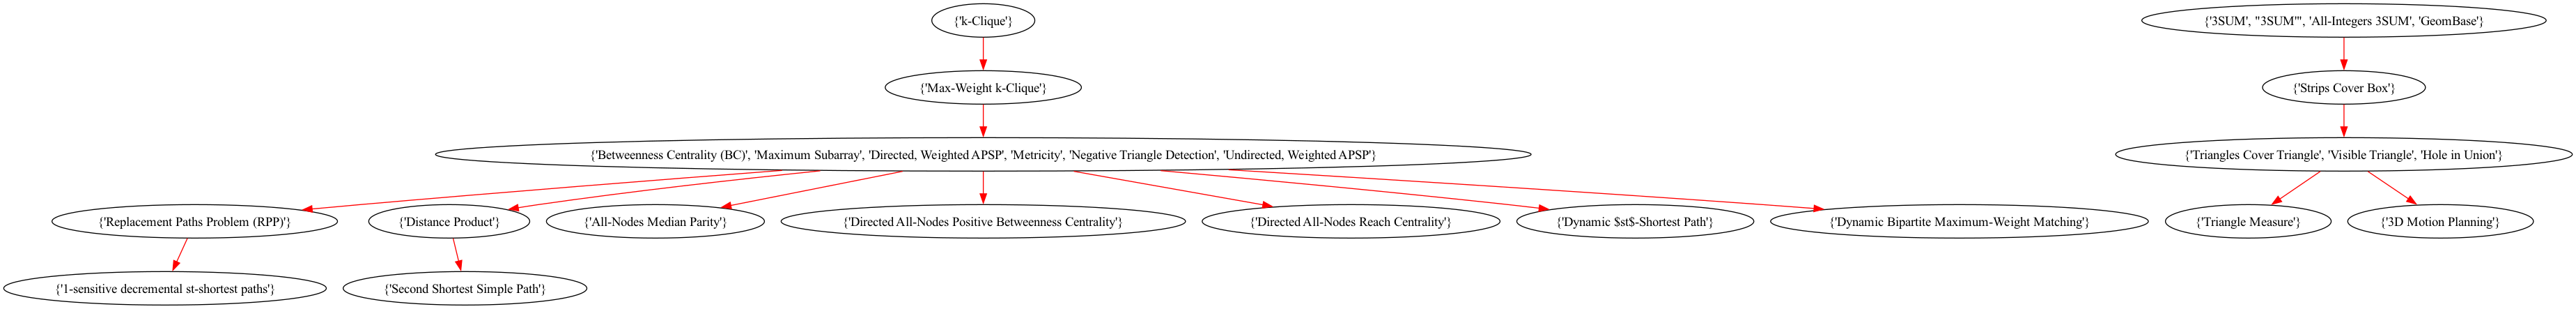 {'k-Clique'}
{'3SUM', "3SUM'", 'All-Integers 3SUM', 'GeomBase'}
{'Max-Weight k-Clique'}
{'Strips Cover Box'}
{'Betweenness Centrality (BC)', 'Maximum Subarray', 'Directed, Weighted APSP', 'Metricity', 'Negative Triangle Detection', 'Undirected, Weighted APSP'}
{'Triangles Cover Triangle', 'Visible Triangle', 'Hole in Union'}
{'Replacement Paths Problem (RPP)'}
{'Distance Product'}
{'All-Nodes Median Parity'}
{'Directed All-Nodes Positive Betweenness Centrality'}
{'Directed All-Nodes Reach Centrality'}
{'Dynamic $st$-Shortest Path'}
{'Dynamic Bipartite Maximum-Weight Matching'}
{'Triangle Measure'}
{'3D Motion Planning'}
{'1-sensitive decremental st-shortest paths'}
{'Second Shortest Simple Path'}